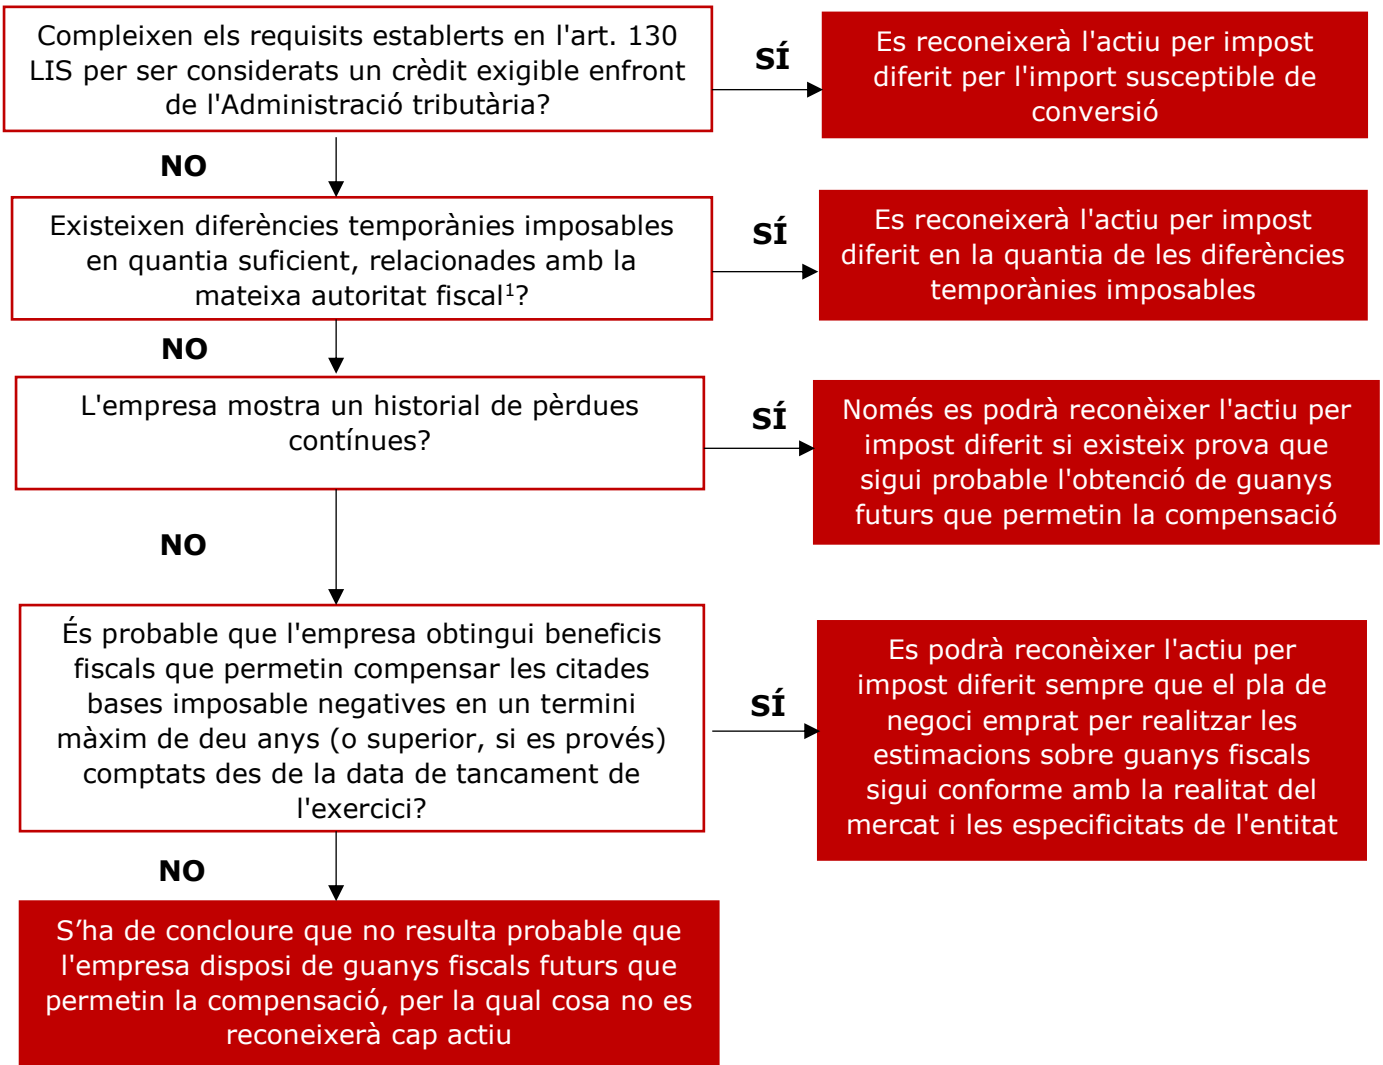 Compleixen els requisits establerts en l'art. 130
LIS per ser considerats un crèdit exigible enfront
de l'Administració tributària?
SÍ
Es reconeixerà l'actiu per impost
diferit per l'import susceptible de
conversió
NO
Existeixen diferències temporànies imposables
en quantia suficient, relacionades amb la
mateixa autoritat fiscal¹?
SÍ
Es reconeixerà l'actiu per impost
diferit en la quantia de les diferències
temporànies imposables
NO
L'empresa mostra un historial de pèrdues
contínues?
SÍ
Només es podrà reconèixer l'actiu per
impost diferit si existeix prova que
sigui probable l'obtenció de guanys
futurs que permetin la compensació
NO
És probable que l'empresa obtingui beneficis
fiscals que permetin compensar les citades
bases imposable negatives en un termini
màxim de deu anys (o superior, si es provés)
comptats des de la data de tancament de
l'exercici?
SÍ
Es podrà reconèixer l'actiu per
impost diferit sempre que el pla de
negoci emprat per realitzar les
estimacions sobre guanys fiscals
sigui conforme amb la realitat del
mercat i les especificitats de l'entitat
NO
S’ha de concloure que no resulta probable que
l'empresa disposi de guanys fiscals futurs que
permetin la compensació, per la qual cosa no es
reconeixerà cap actiu